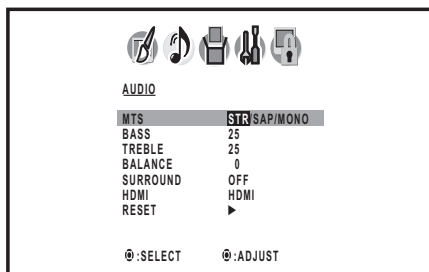 AUDIO
MTS STR SAP/MONO
BASS 25
TREBLE 25
BALANCE 0
SURROUND OFF
HDMI HDMI
RESET ▶
:SELECT :ADJUST